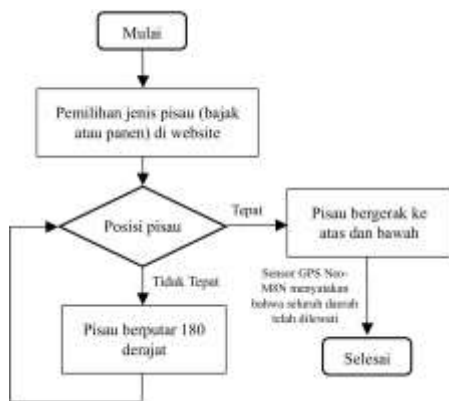 Mulai
Pemilihan jenis pisau (bajak
atau panen) di website
Posisi pisau
Tepat
Pisau bergerak ke
atas dan bawah
Tiduk Tepat
Sensor GPS Neo-
M8N menyatakan
bahwa seluruh daerah
telah dilewati
Pisau berputar 180
derajat
Selesai